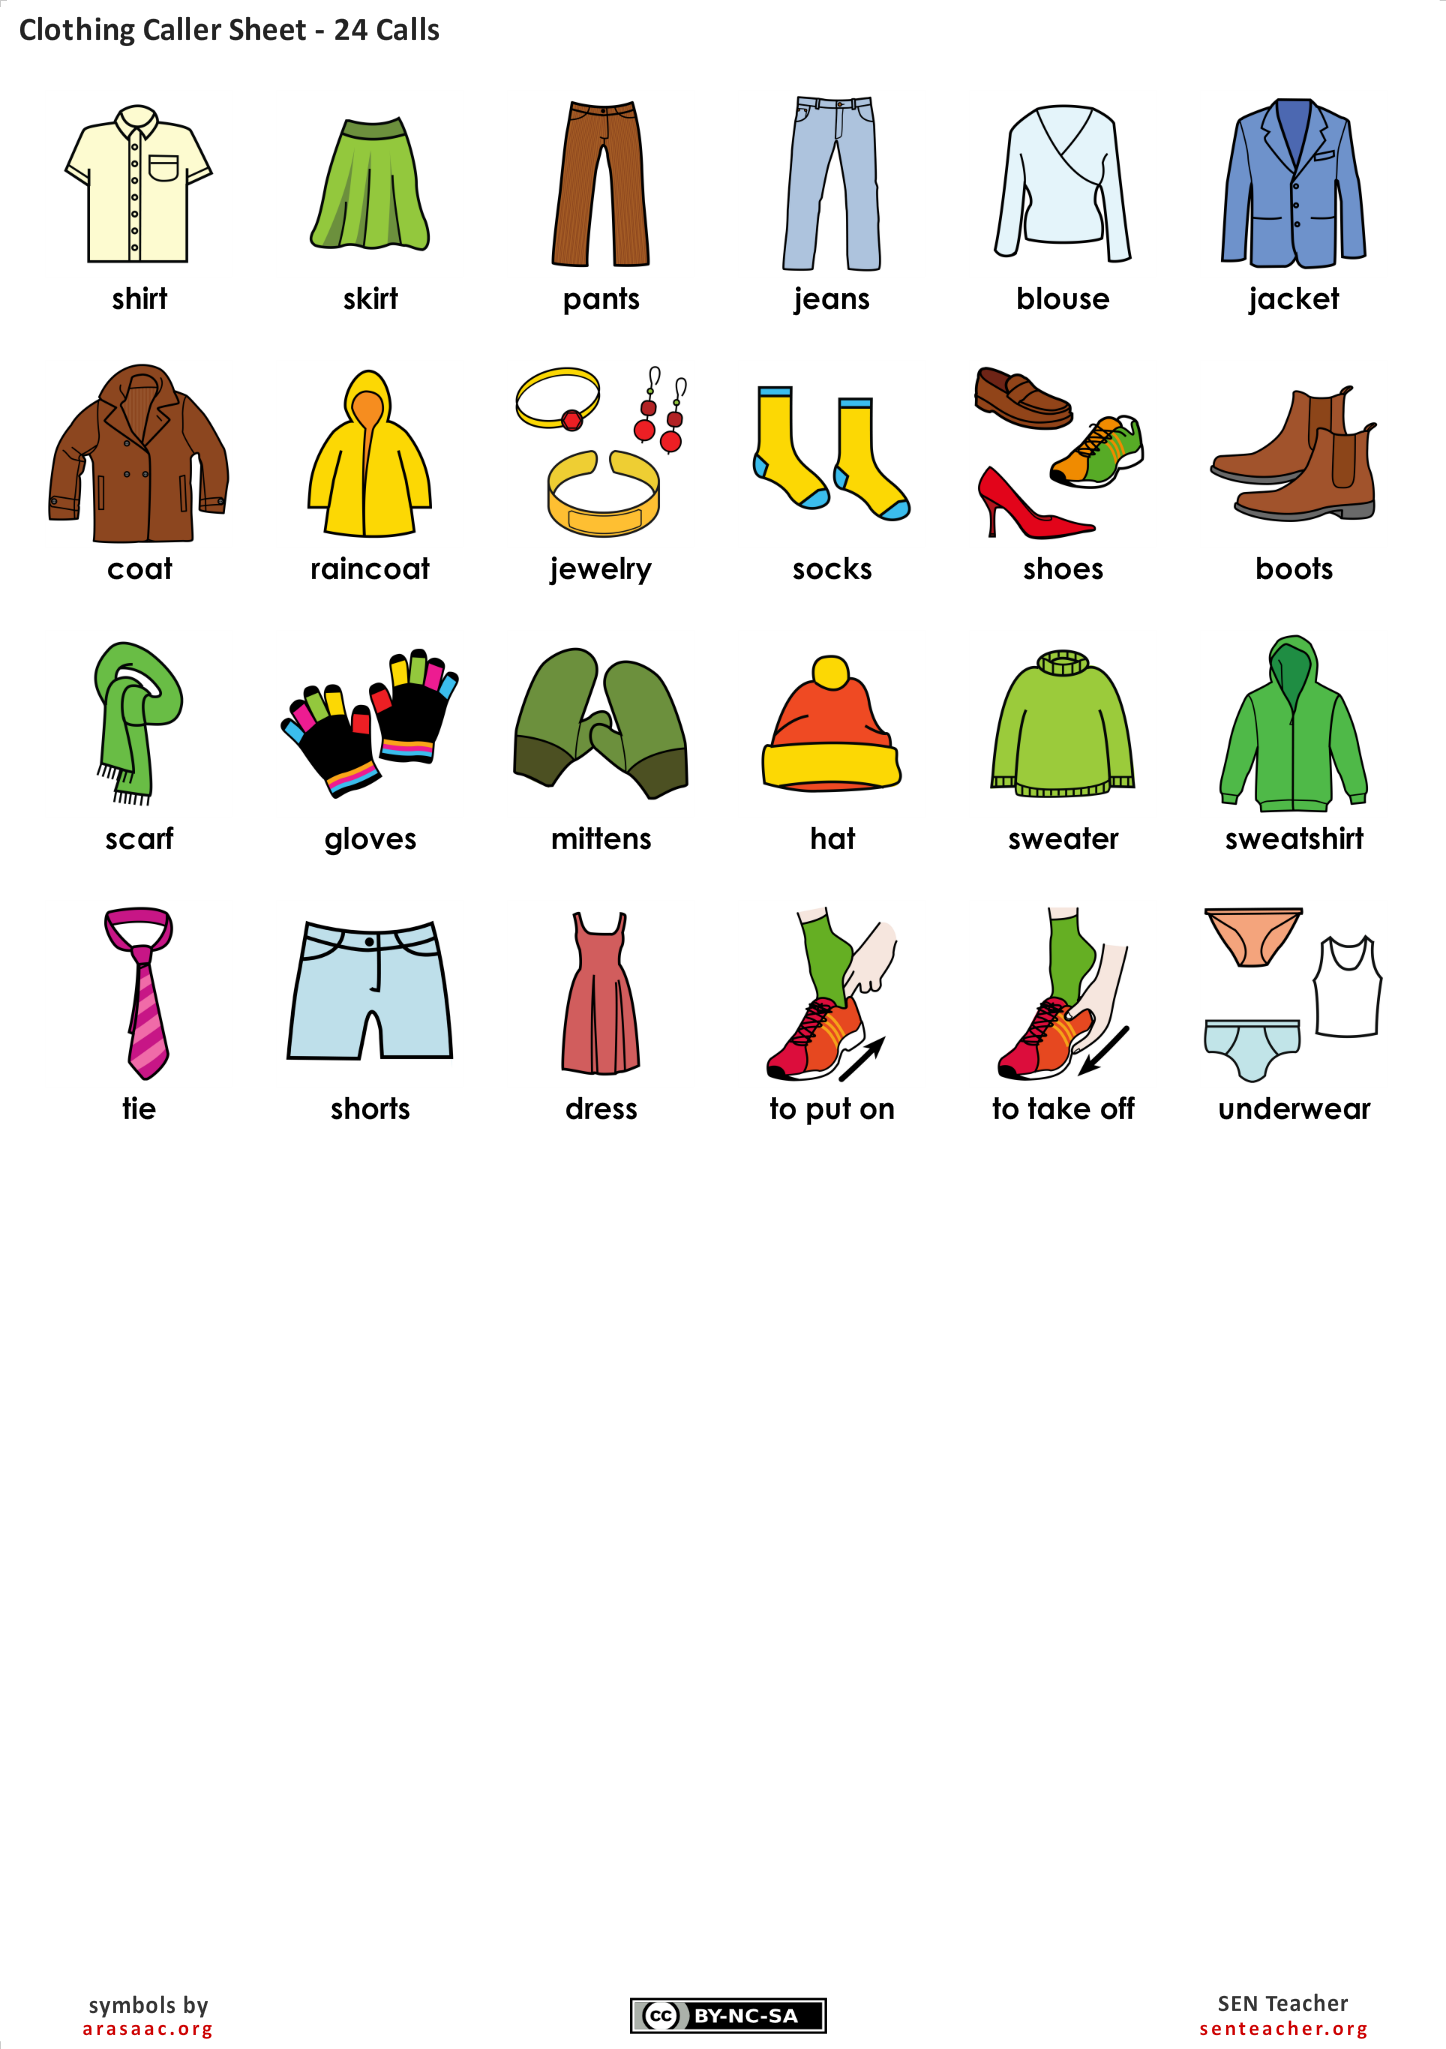 Clothing Caller Sheet - 24 Calls
shirt
skirt
pants
jeans
blouse
jacket
coat
raincoat
jewelry
socks
shoes
boots
scarf
gloves
mittens
hat
sweater
sweatshirt
tie
shorts
dress
to put on
to take off
underwear
symbols by
arasaac.org
cc BY-NC-SA
SEN Teacher
senteacher.org